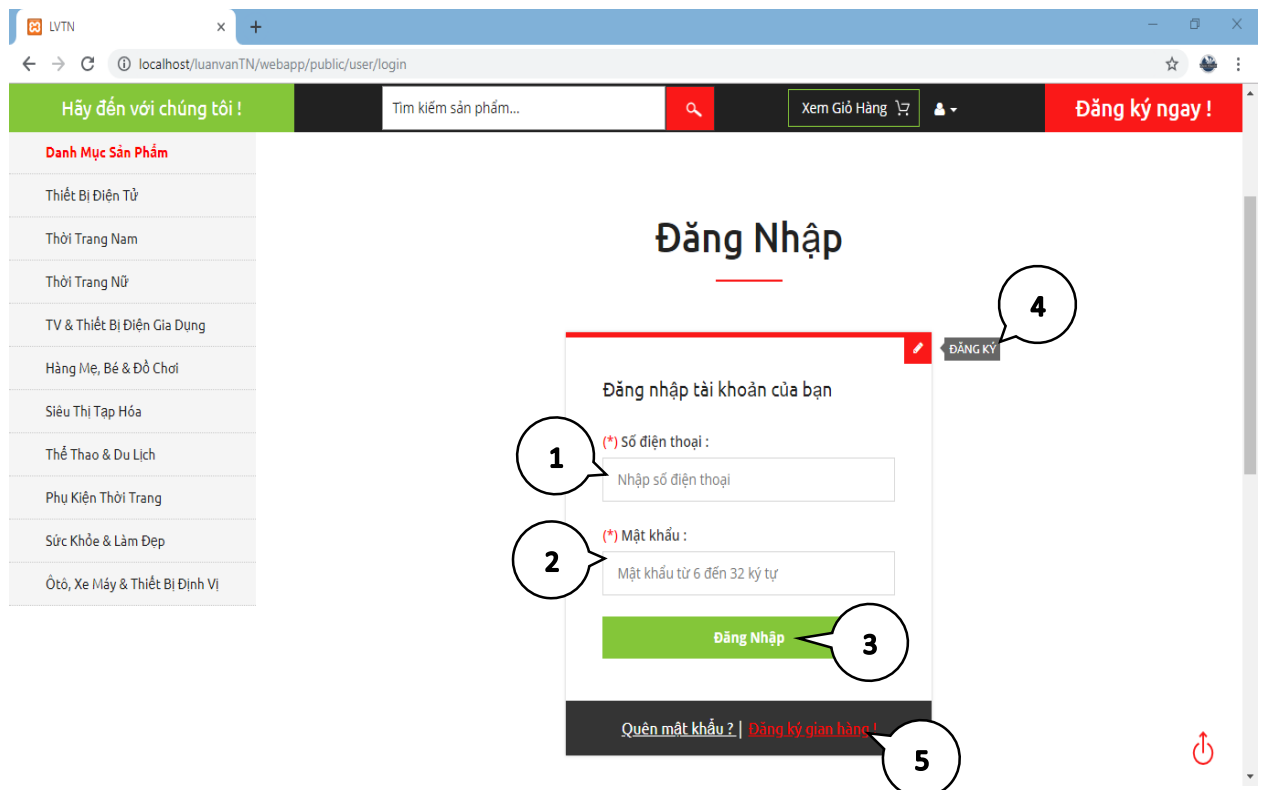 LVTN
localhost/luanvanTN/webapp/public/user/login
Hãy đến với chúng tôi !
Tìm kiếm sản phẩm...
Xem Giỏ Hàng
Đăng ký ngay !
Danh Mục Sản Phẩm
Thiết Bị Điện Tử
Thời Trang Nam
Thời Trang Nữ
TV & Thiết Bị Điện Gia Dụng
Hàng Mẹ, Bé & Đồ Chơi
Siêu Thị Tạp Hóa
Thể Thao & Du Lịch
Phụ Kiện Thời Trang
Sức Khỏe & Làm Đẹp
Ôtô, Xe Máy & Thiết Bị Định Vị
Đăng Nhập
4
ĐĂNG KÝ
Đăng nhập tài khoản của bạn
(*) Số điện thoại :
1
Nhập số điện thoại
(*) Mật khẩu :
2
Mật khẩu từ 6 đến 32 ký tự
Đăng Nhập
3
Quên mật khẩu ? | Đăng ký gian hàng !
5